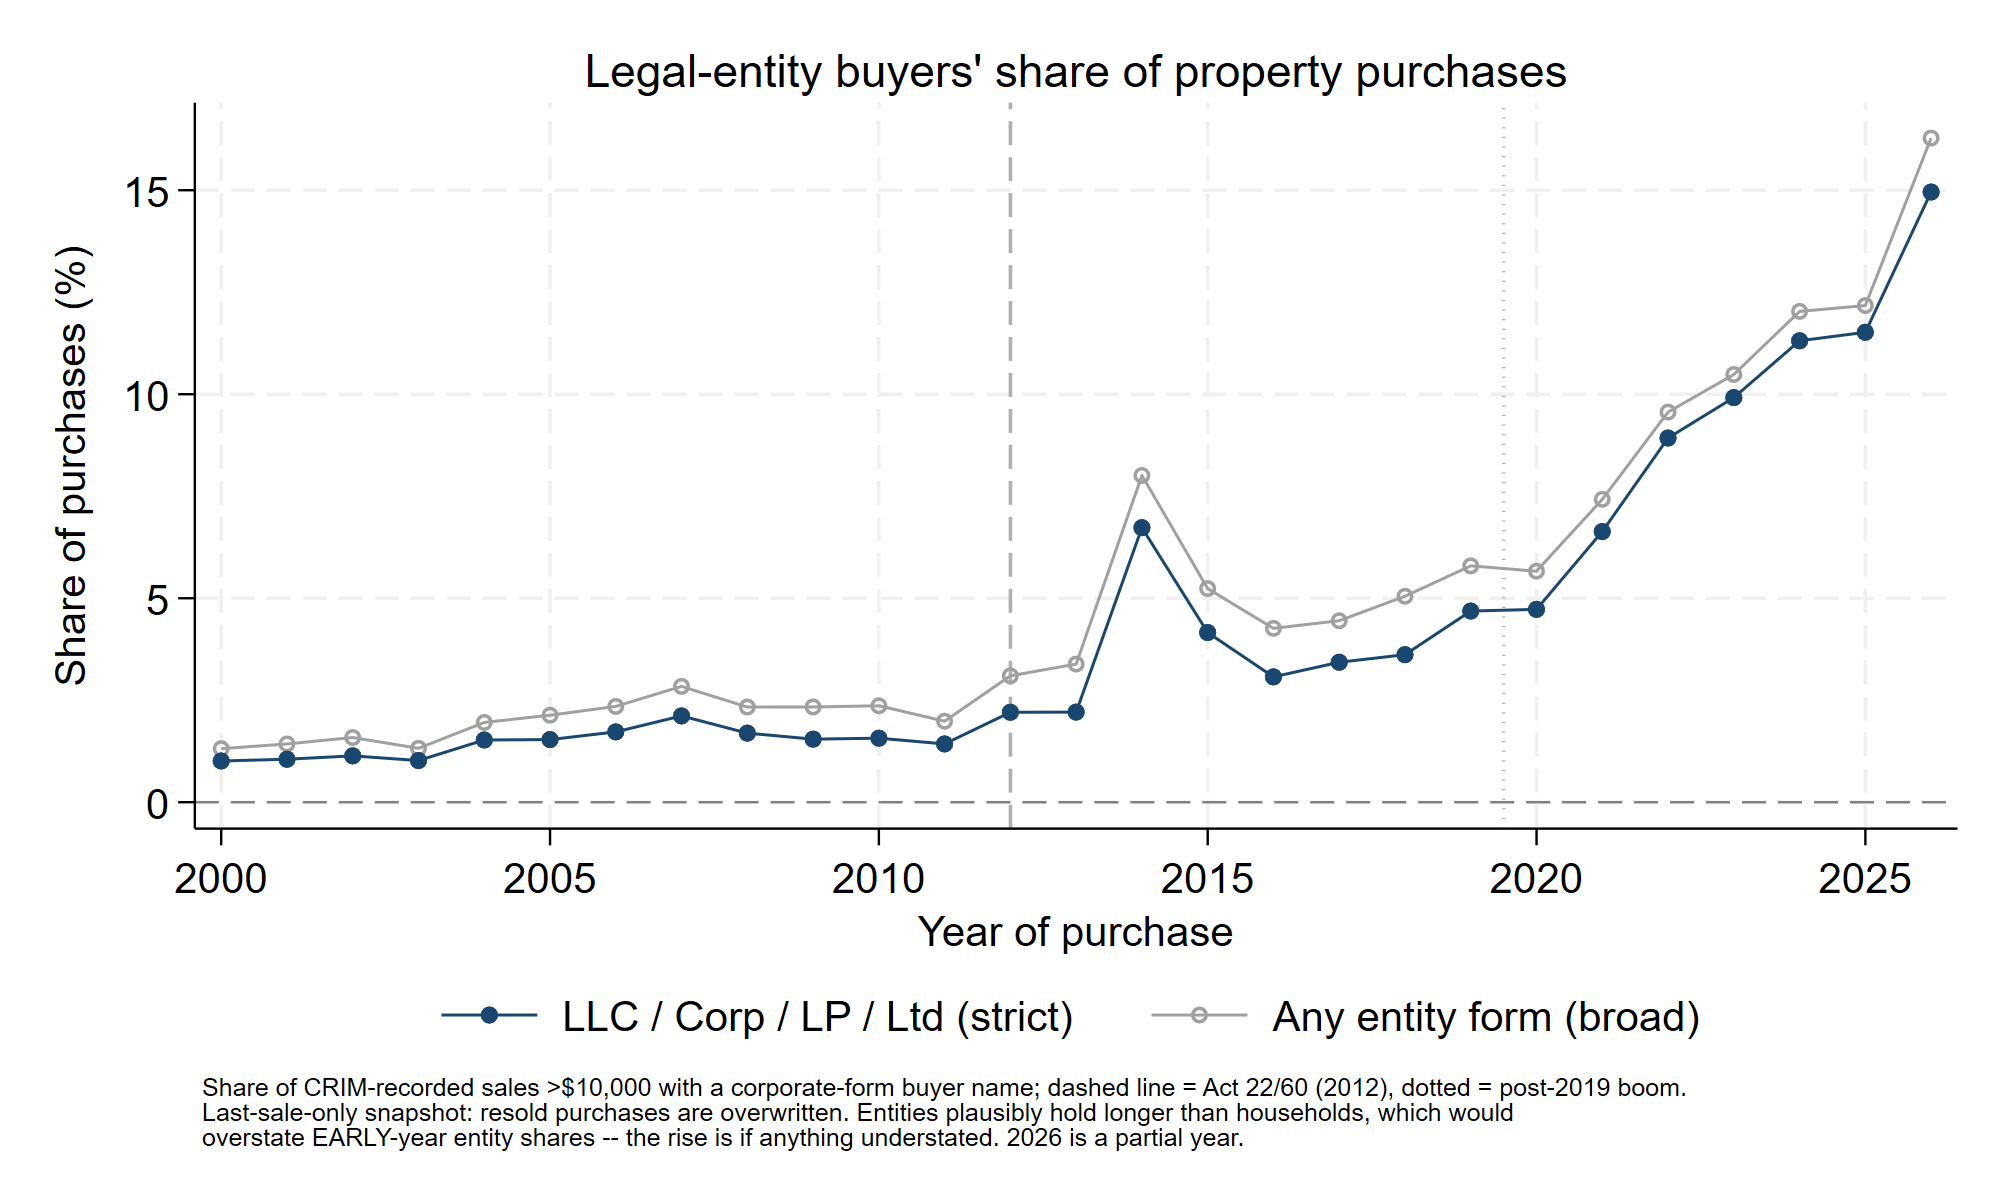 Legal-entity buyers' share of property purchases
Share of purchases (%)
15
10
5
0
2000 2005 2010 2015 2020 2025
Year of purchase
LLC / Corp / LP / Ltd (strict) Any entity form (broad)
Share of CRIM-recorded sales >$10,000 with a corporate-form buyer name; dashed line = Act 22/60 (2012), dotted = post-2019 boom.
Last-sale-only snapshot: resold purchases are overwritten. Entities plausibly hold longer than households, which would
overstate EARLY-year entity shares -- the rise is if anything understated. 2026 is a partial year.